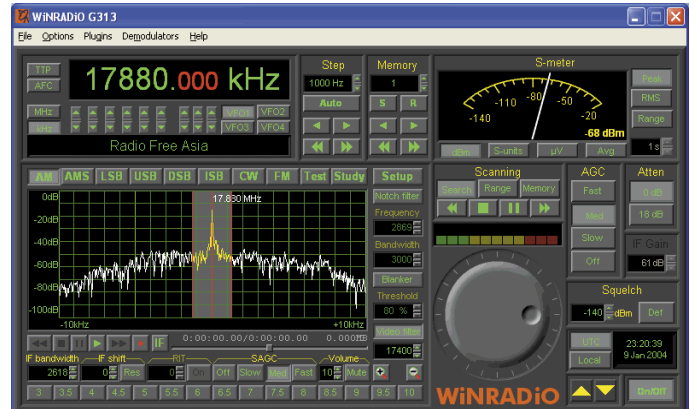 WiNRADiO G313
File Options Plugins Demodulators Help
TTP
AFC
17880.000 kHz
MHz
kHz
VFO1 VFO2
VFO3 VFO4
Radio Free Asia
Step
1000 Hz
Auto
Memory
1
S R
S-meter
-140 -110 -80 -50 -20
-68 dBm
dBm S-units µV Avg
Peak
RMS
Range
1 s
AM AMS LSB USB DSB ISB CW FM Test Study Setup
0dB
-20dB
-40dB
-60dB
-80dB
-100dB
17.880 MHz
-10kHz +10kHz
Notch filter
Frequency
2869
Bandwidth
3000
Blanker
Threshold
80 %
Video filter
17400
IF 0:00:00.00/0:00:00.00 0.000MB
IF bandwidth IF shift RIT SAGC Volume
2618 0 Res 0 On Off Slow Med Fast 10 Mute
3 3.5 4 4.5 5 5.5 6 6.5 7 7.5 8 8.5 9 9.5 10
Scanning
Search Range Memory
WiNRADiO
AGC
Fast
Med
Slow
Off
Atten
0 dB
18 dB
IF Gain
61 dB
Squelch
-140 dBm Def
UTC
Local
23:20:39
9 Jan 2004
On/Off